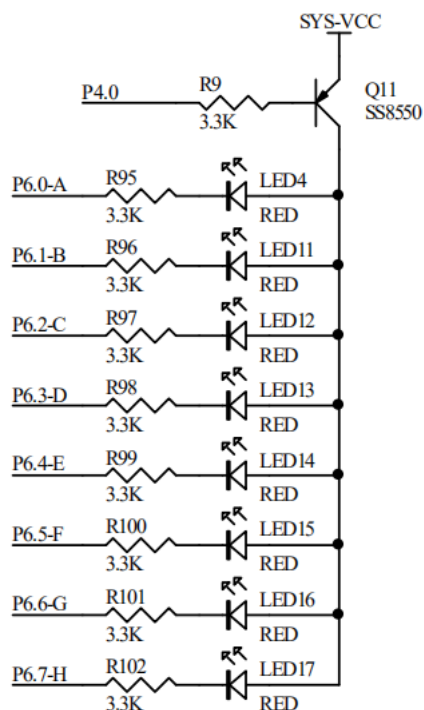 SYS-VCC
P4.0 R9 Q11
3.3K SS8550
P6.0-A R95 LED4
3.3K RED
P6.1-B R96 LED11
3.3K RED
P6.2-C R97 LED12
3.3K RED
P6.3-D R98 LED13
3.3K RED
P6.4-E R99 LED14
3.3K RED
P6.5-F R100 LED15
3.3K RED
P6.6-G R101 LED16
3.3K RED
P6.7-H R102 LED17
3.3K RED